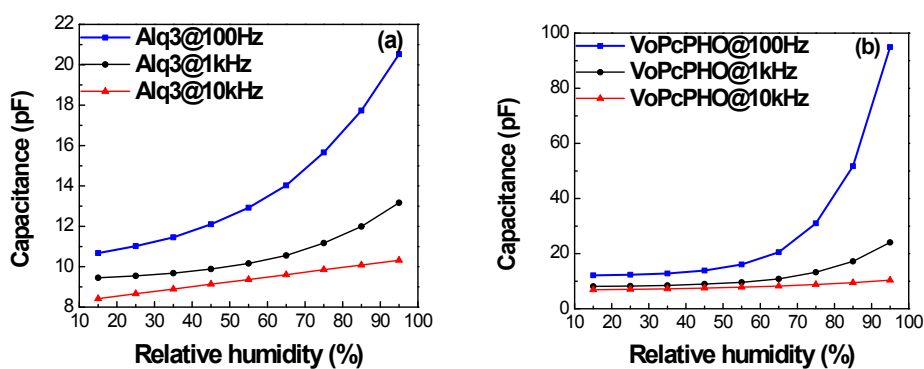 (a)
Alq3@100Hz
Alq3@1kHz
Alq3@10kHz
Capacitance (pF)
22
20
18
16
14
12
10
8
10 20 30 40 50 60 70 80 90 100
Relative humidity (%)
(b)
VoPcPHO@100Hz
VoPcPHO@1kHz
VoPcPHO@10kHz
Capacitance (pF)
100
80
60
40
20
0
10 20 30 40 50 60 70 80 90 100
Relative humidity (%)